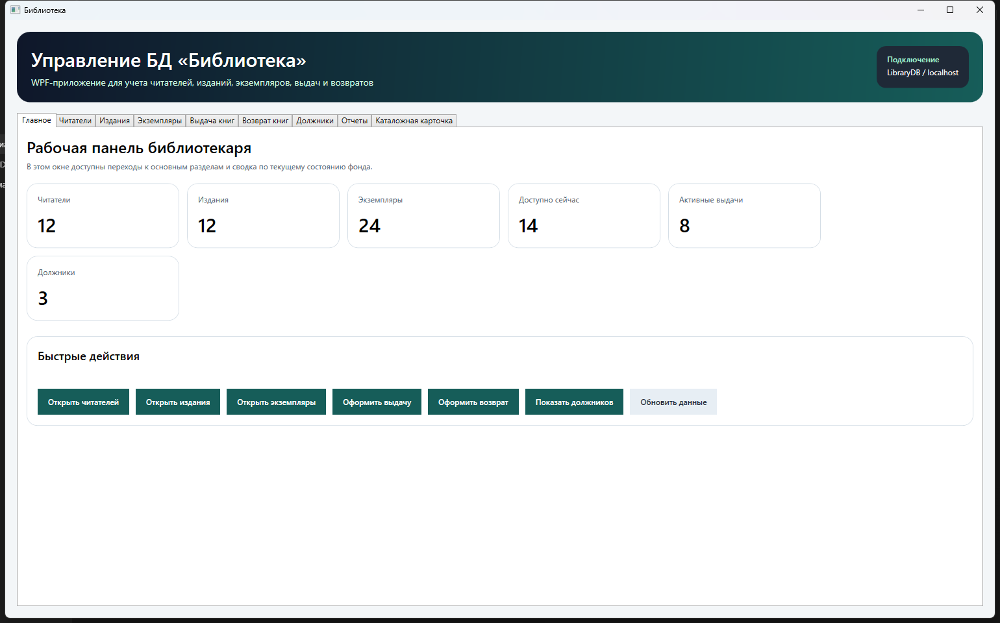 Библиотека
Управление БД «Библиотека»
WPF-приложение для учета читателей, изданий, экземпляров, выдач и возвратов
Подключение
LibraryDB / localhost
Главное Читатели Издания Экземпляры Выдача книг Возврат книг Должники Отчеты Каталожная карточка
Рабочая панель библиотекаря
В этом окне доступны переходы к основным разделам и сводка по текущему состоянию фонда.
Читатели
12
Издания
12
Экземпляры
24
Доступно сейчас
14
Активные выдачи
8
Должники
3
Быстрые действия
Открыть читателей Открыть издания Открыть экземпляры Оформить выдачу Оформить возврат Показать должников Обновить данные